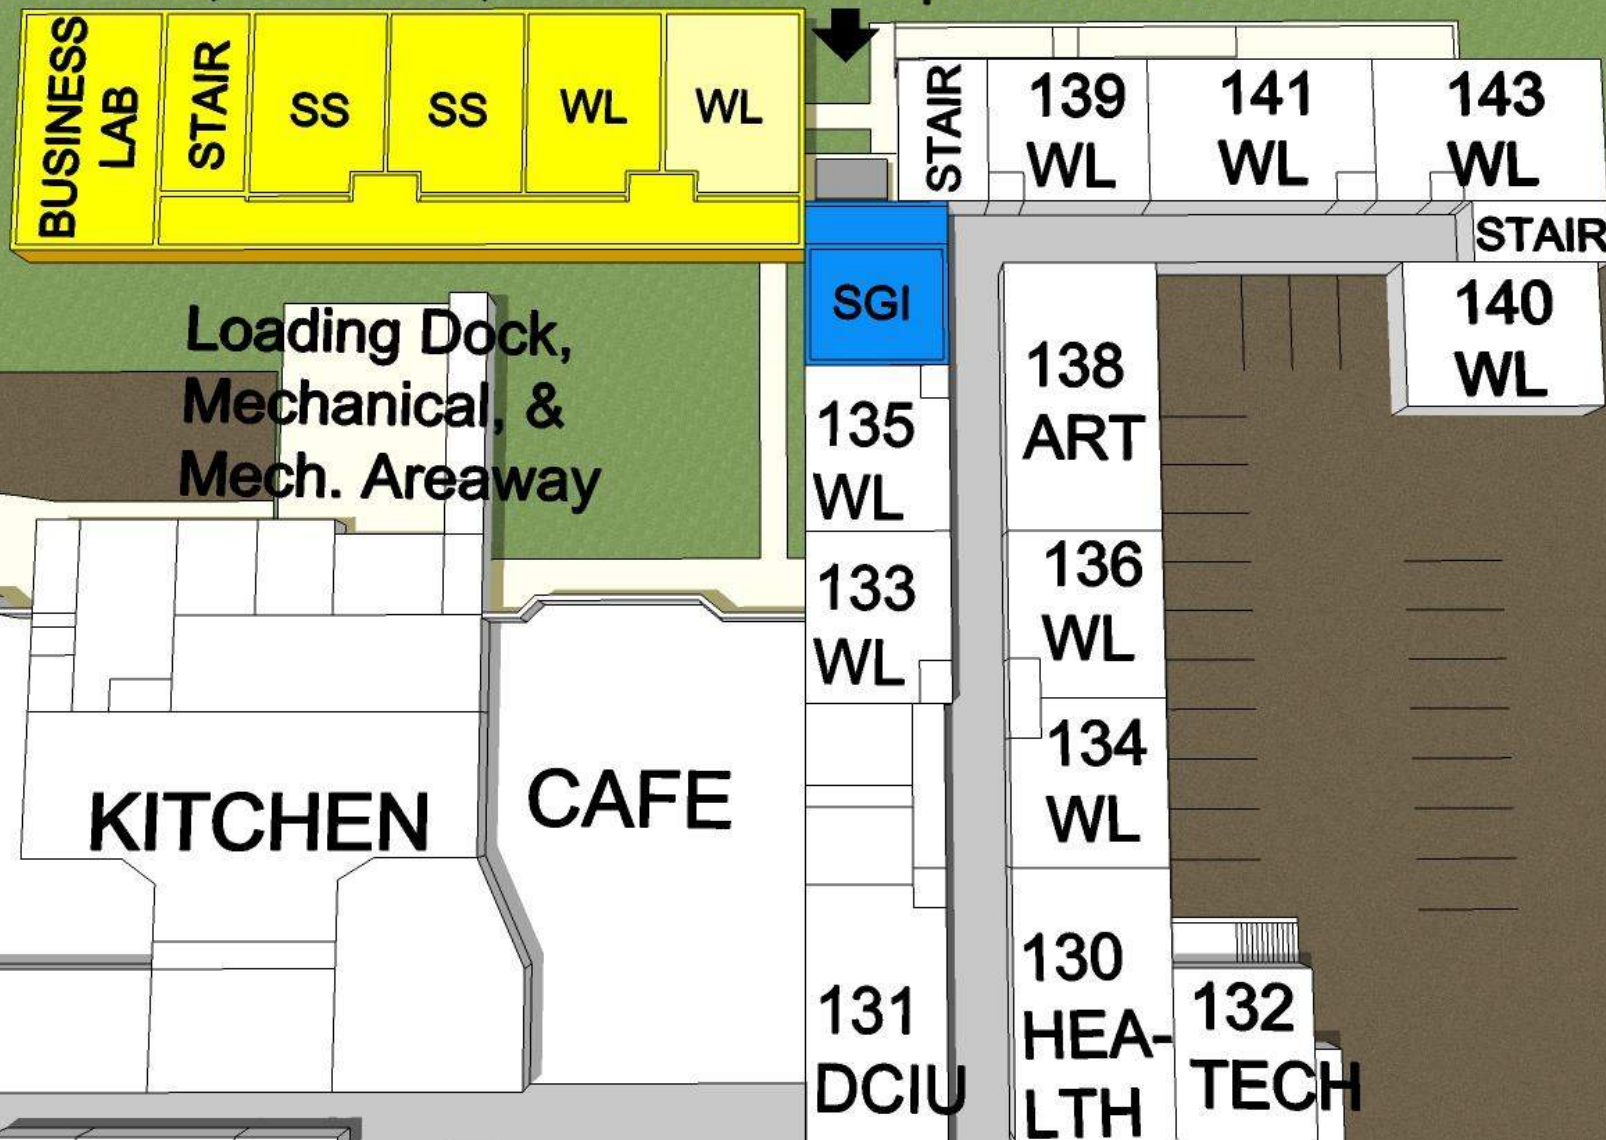 BUSINESS
LAB
STAIR
SS
SS
WL
WL
STAIR
139
WL
141
WL
143
WL
STAIR
SGI
140
WL
Loading Dock,
Mechanical, &
Mech. Areaway
138
ART
135
WL
136
WL
133
WL
134
WL
KITCHEN
CAFE
130
HEA-
LTH
131
DCIU
132
TECH